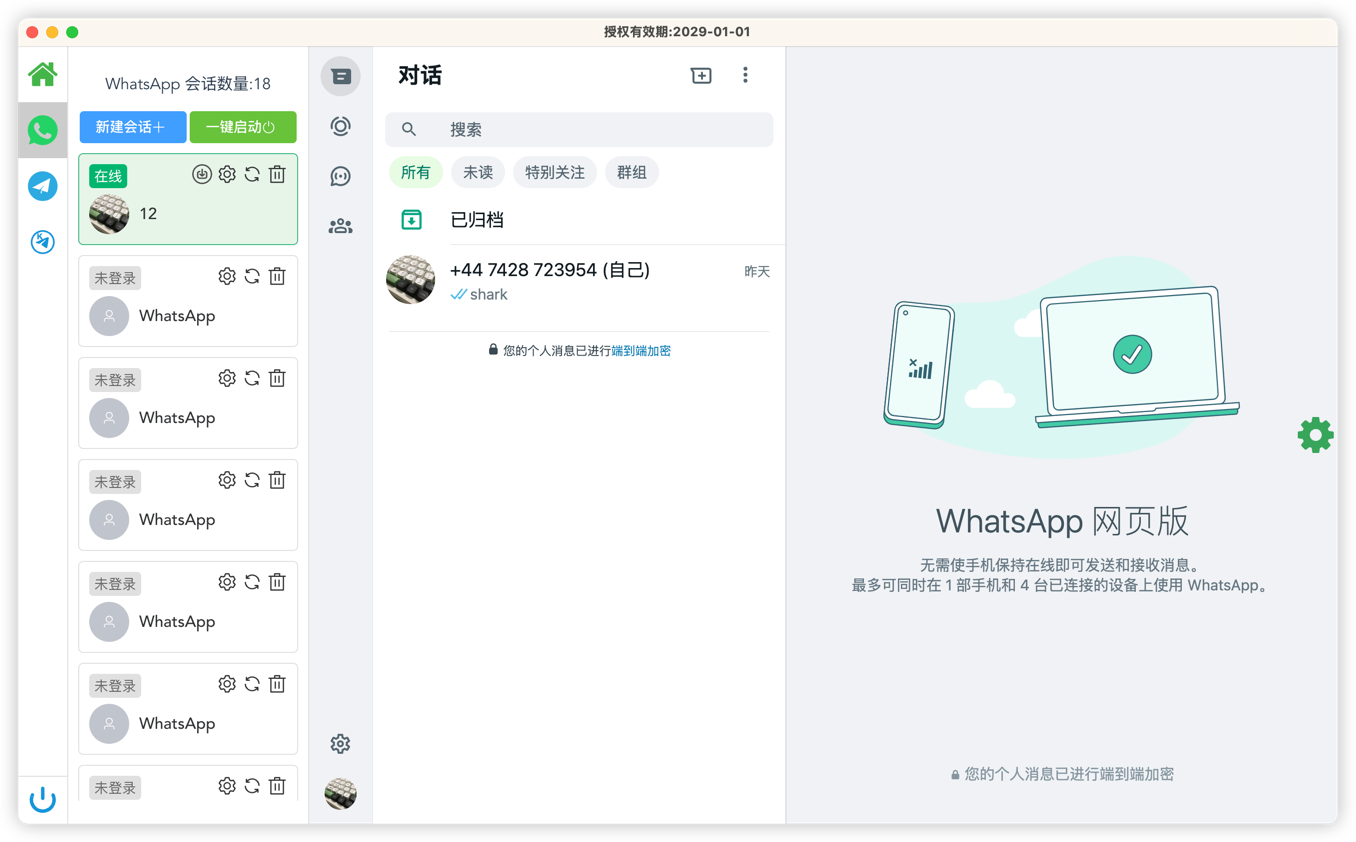 授权有效期:2029-01-01
WhatsApp 会话数量:18
新建会话＋
一键启动
在线
12
未登录
WhatsApp
未登录
WhatsApp
未登录
WhatsApp
未登录
WhatsApp
未登录
WhatsApp
未登录
对话
搜索
所有
未读
特别关注
群组
已归档
+44 7428 723954 (自己)
昨天
shark
您的个人消息已进行端到端加密
WhatsApp 网页版
无需使手机保持在线即可发送和接收消息。
最多可同时在 1 部手机和 4 台已连接的设备上使用 WhatsApp。
您的个人消息已进行端到端加密